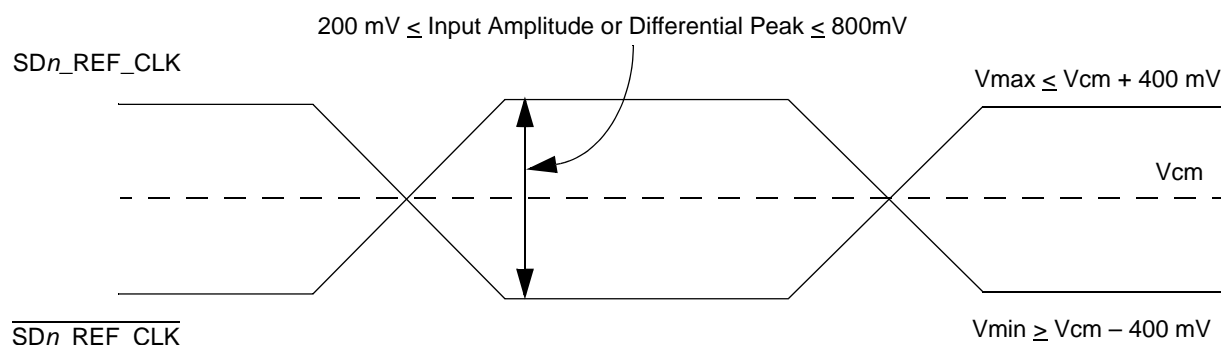 200 mV ≤ Input Amplitude or Differential Peak ≤ 800mV
SDn_REF_CLK
Vmax ≤ Vcm + 400 mV
Vcm
SDn_REF_CLK
Vmin ≥ Vcm – 400 mV